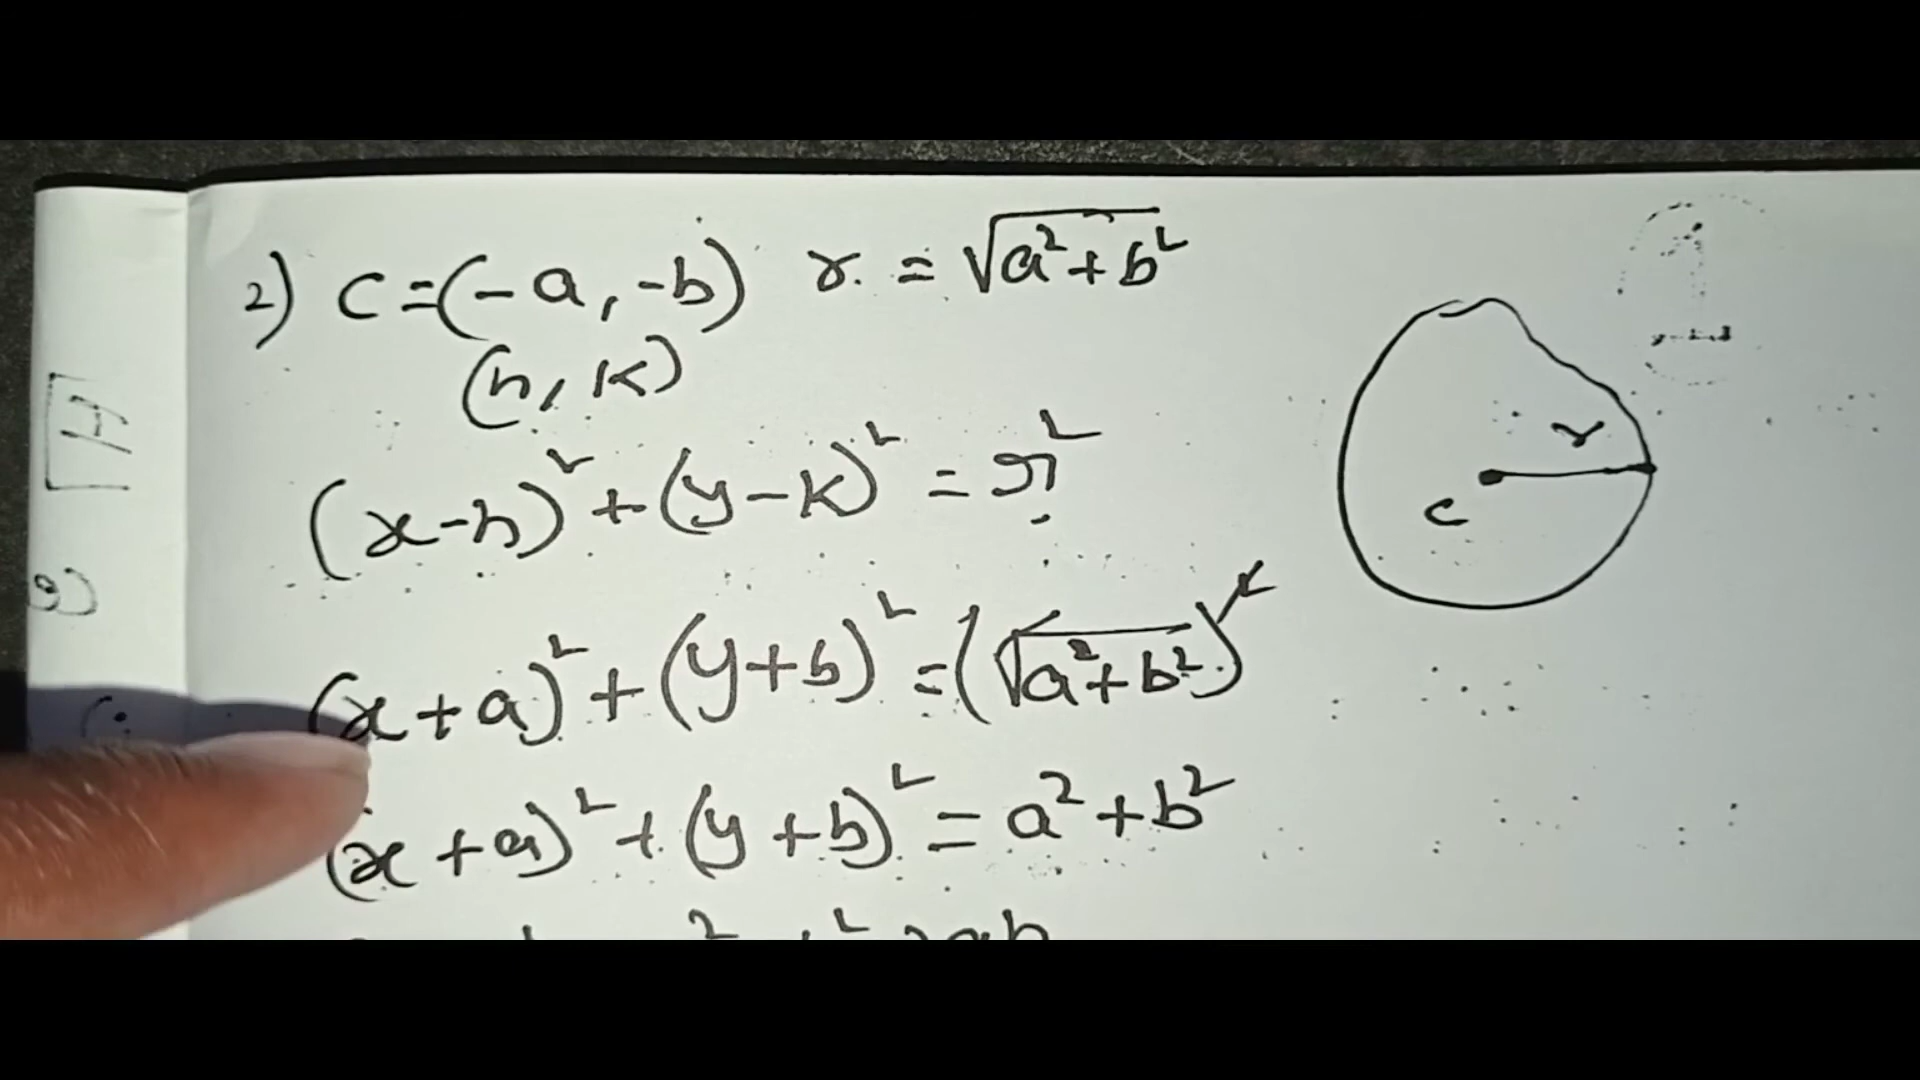 2) C=(-a, -b) r. = √a²+b²
(h, k)
(x-h)²+(y-k)² = r²
r
C
(x+a)²+(y+b)²=(√a²+b²)²
(x+a)²+(y+b)²=a²+b²